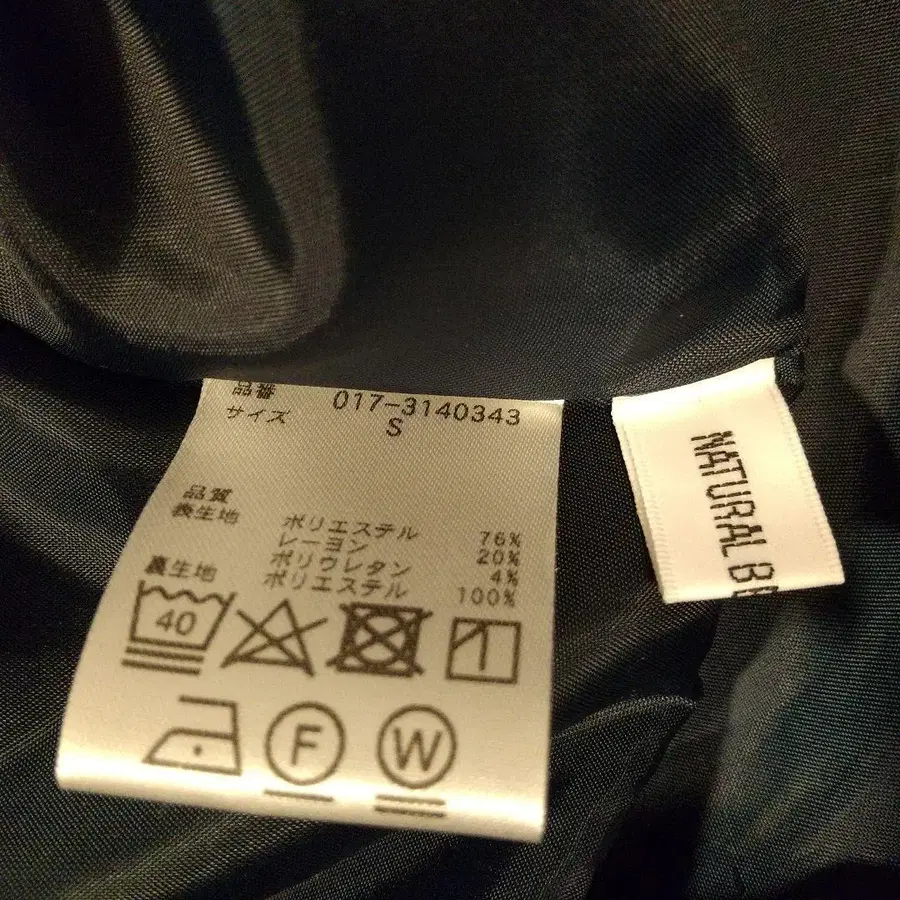 品番 017-3140343
サイズ S
品質
表生地 ポリエステル 76%
レーヨン 20%
ポリウレタン 4%
裏生地 ポリエステル 100%
40
F
W
NATURAL BE